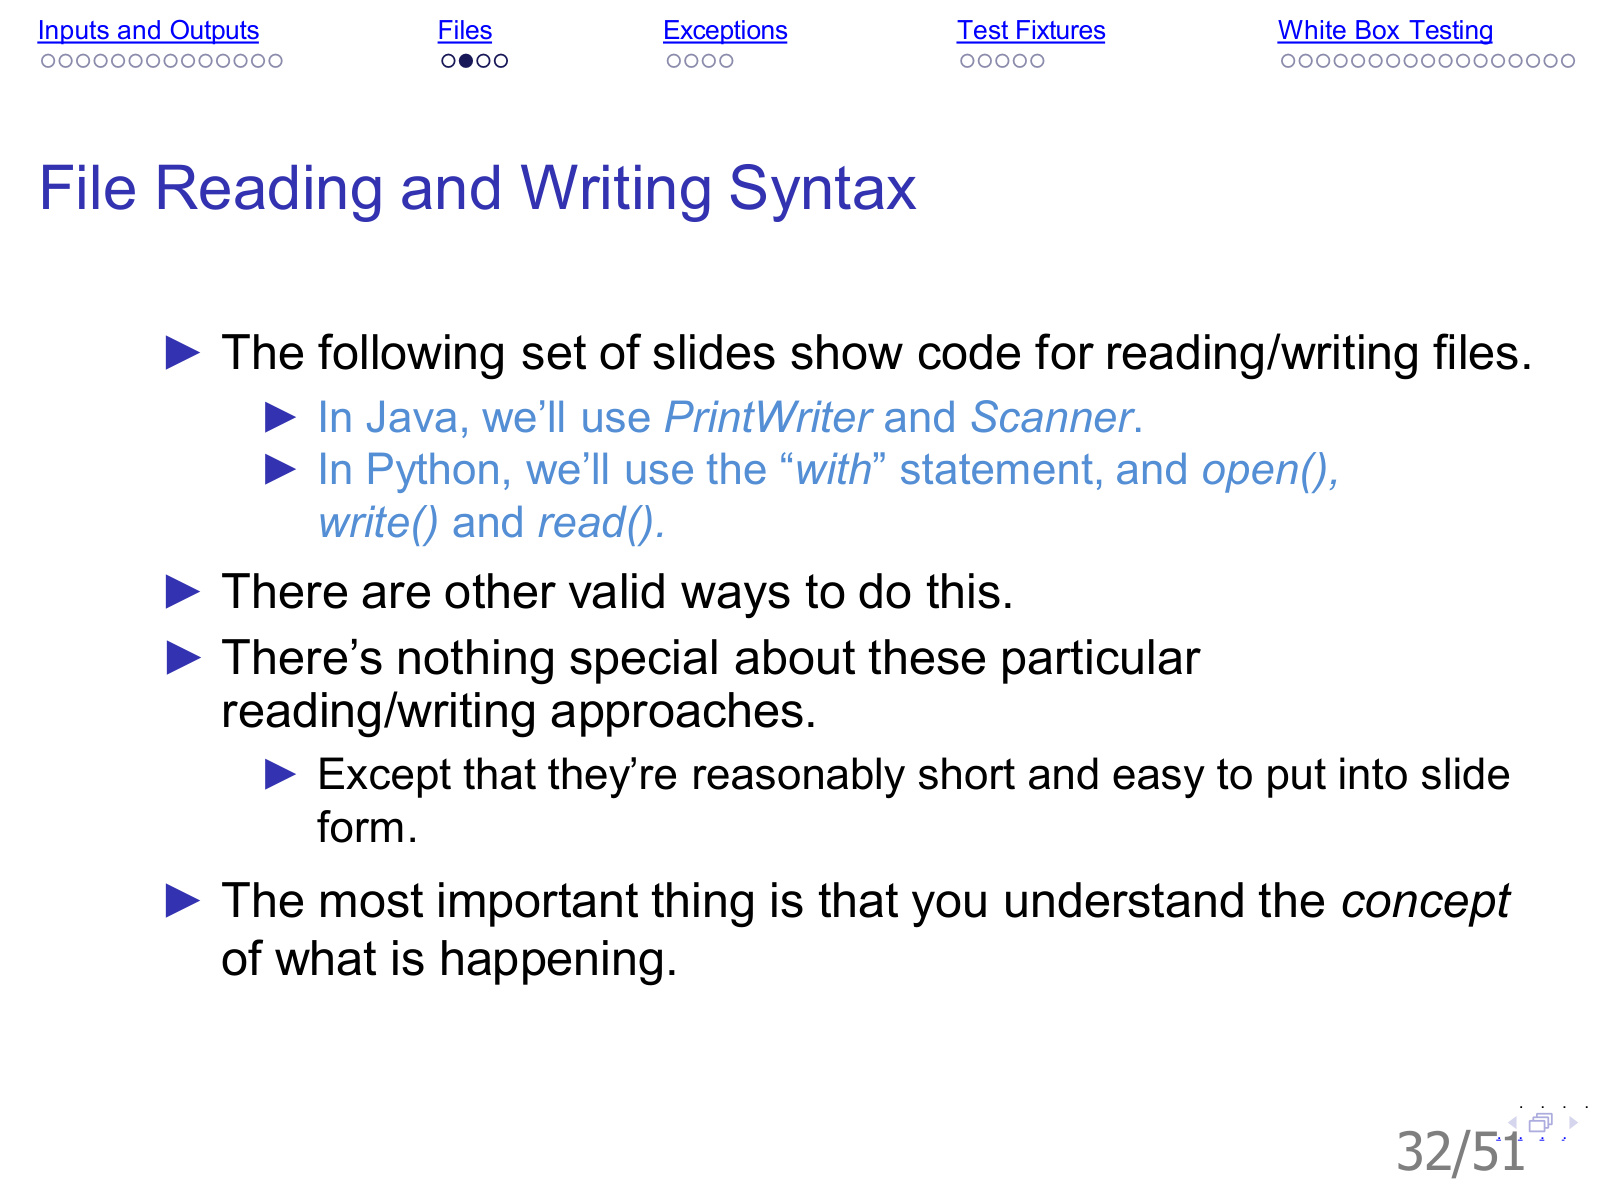 Inputs and Outputs
Files
Exceptions
Test Fixtures
White Box Testing
File Reading and Writing Syntax
The following set of slides show code for reading/writing files.
In Java, we’ll use PrintWriter and Scanner.
In Python, we’ll use the “with” statement, and open(),
write() and read().
There are other valid ways to do this.
There’s nothing special about these particular
reading/writing approaches.
Except that they’re reasonably short and easy to put into slide
form.
The most important thing is that you understand the concept
of what is happening.
32/51